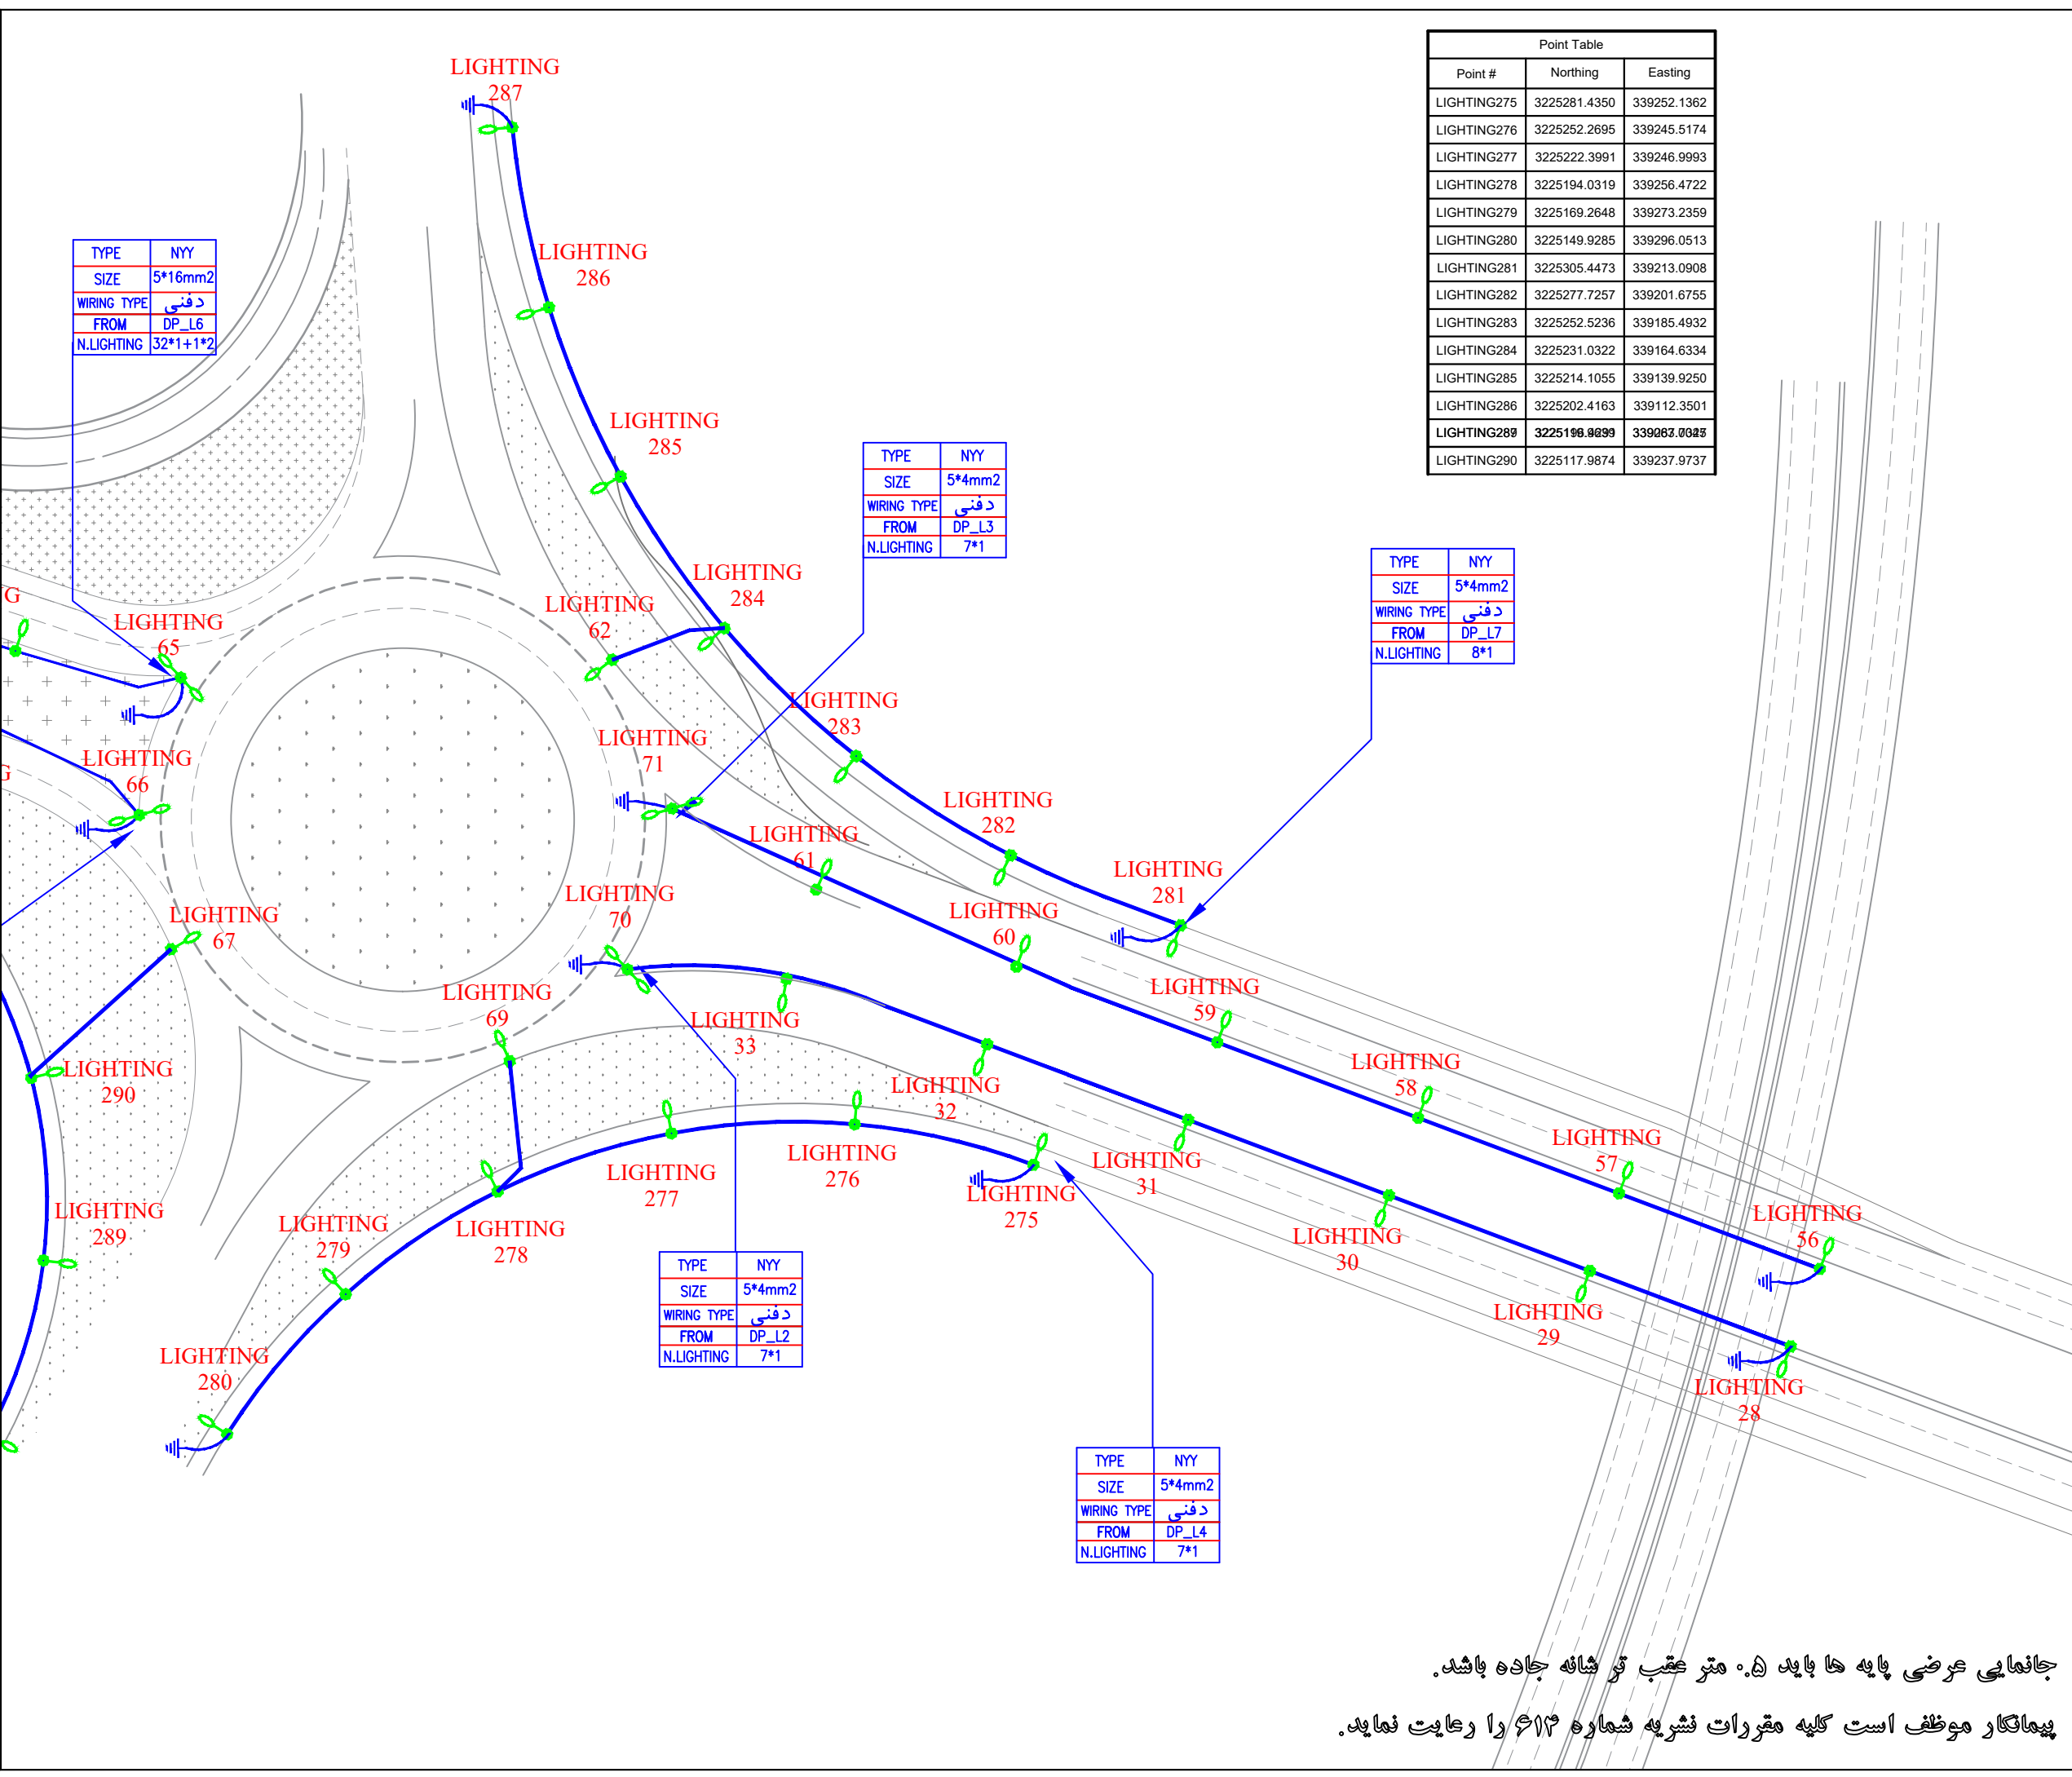 Point Table
Point # Northing Easting
LIGHTING275 3225281.4350 339252.1362
LIGHTING276 3225252.2695 339245.5174
LIGHTING277 3225222.3991 339246.9993
LIGHTING278 3225194.0319 339256.4722
LIGHTING279 3225169.2648 339273.2359
LIGHTING280 3225149.9285 339296.0513
LIGHTING281 3225305.4473 339213.0908
LIGHTING282 3225277.7257 339201.6755
LIGHTING283 3225252.5236 339185.4932
LIGHTING284 3225231.0322 339164.6334
LIGHTING285 3225214.1055 339139.9250
LIGHTING286 3225202.4163 339112.3501
LIGHTING290 3225117.9874 339237.9737
LIGHTING
287
LIGHTING
286
TYPE NYY
SIZE 5*16mm2
WIRING TYPE دفنی
FROM DP_L6
N.LIGHTING 32*1+1*2
LIGHTING
285
TYPE NYY
SIZE 5*4mm2
WIRING TYPE دفنی
FROM DP_L3
N.LIGHTING 7*1
TYPE NYY
SIZE 5*4mm2
WIRING TYPE دفنی
FROM DP_L7
N.LIGHTING 8*1
LIGHTING
284
LIGHTING
62
G
LIGHTING
65
LIGHTING
283
LIGHTING
71
LIGHTING
66
G
LIGHTING
282
LIGHTING
61
LIGHTING
281
LIGHTING
70
LIGHTING
60
LIGHTING
67
LIGHTING
59
LIGHTING
69
LIGHTING
33
LIGHTING
58
LIGHTING
290
LIGHTING
32
LIGHTING
57
LIGHTING
276
LIGHTING
31
LIGHTING
277
LIGHTING
275
LIGHTING
289
LIGHTING
56
LIGHTING
279
LIGHTING
278
LIGHTING
30
TYPE NYY
SIZE 5*4mm2
WIRING TYPE دفنی
FROM DP_L2
N.LIGHTING 7*1
LIGHTING
29
LIGHTING
280
LIGHTING
28
TYPE NYY
SIZE 5*4mm2
WIRING TYPE دفنی
FROM DP_L4
N.LIGHTING 7*1
جانمایی عرضی پایه ها باید ۰.۵ متر عقب تر شانه جاده باشد.
پیمانکار موظف است کلیه مقررات نشریه شماره ۶۱۴ را رعایت نماید.